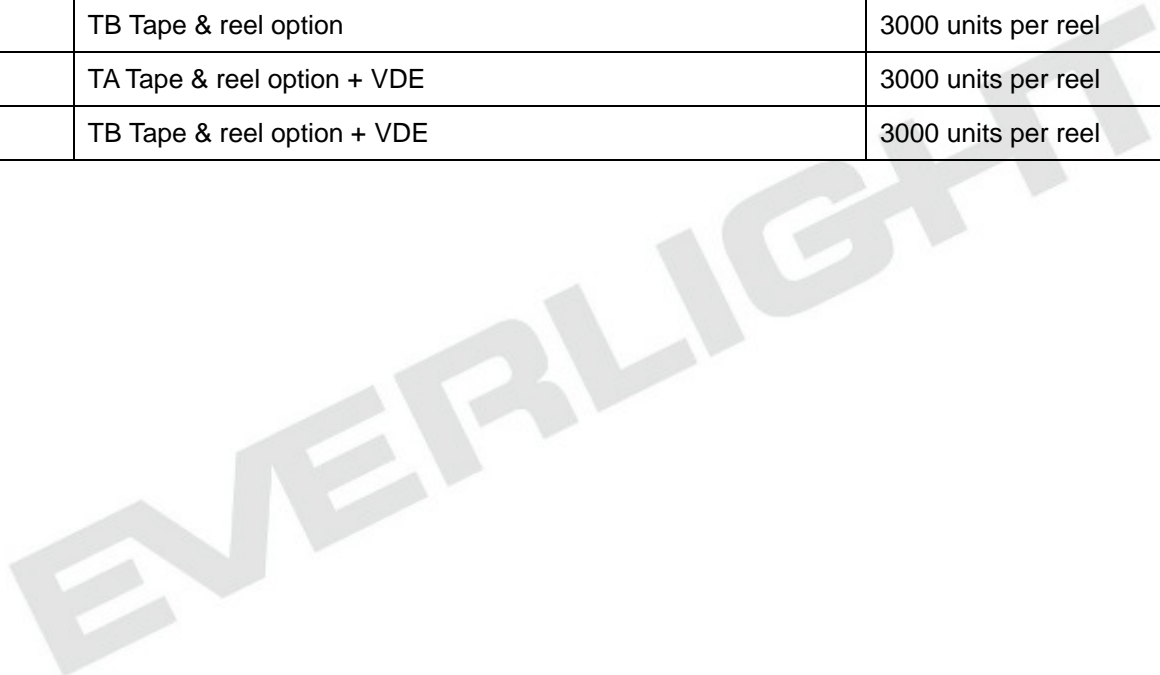 TB Tape & reel option 3000 units per reel
TA Tape & reel option + VDE 3000 units per reel
TB Tape & reel option + VDE 3000 units per reel
EVERLIGHT